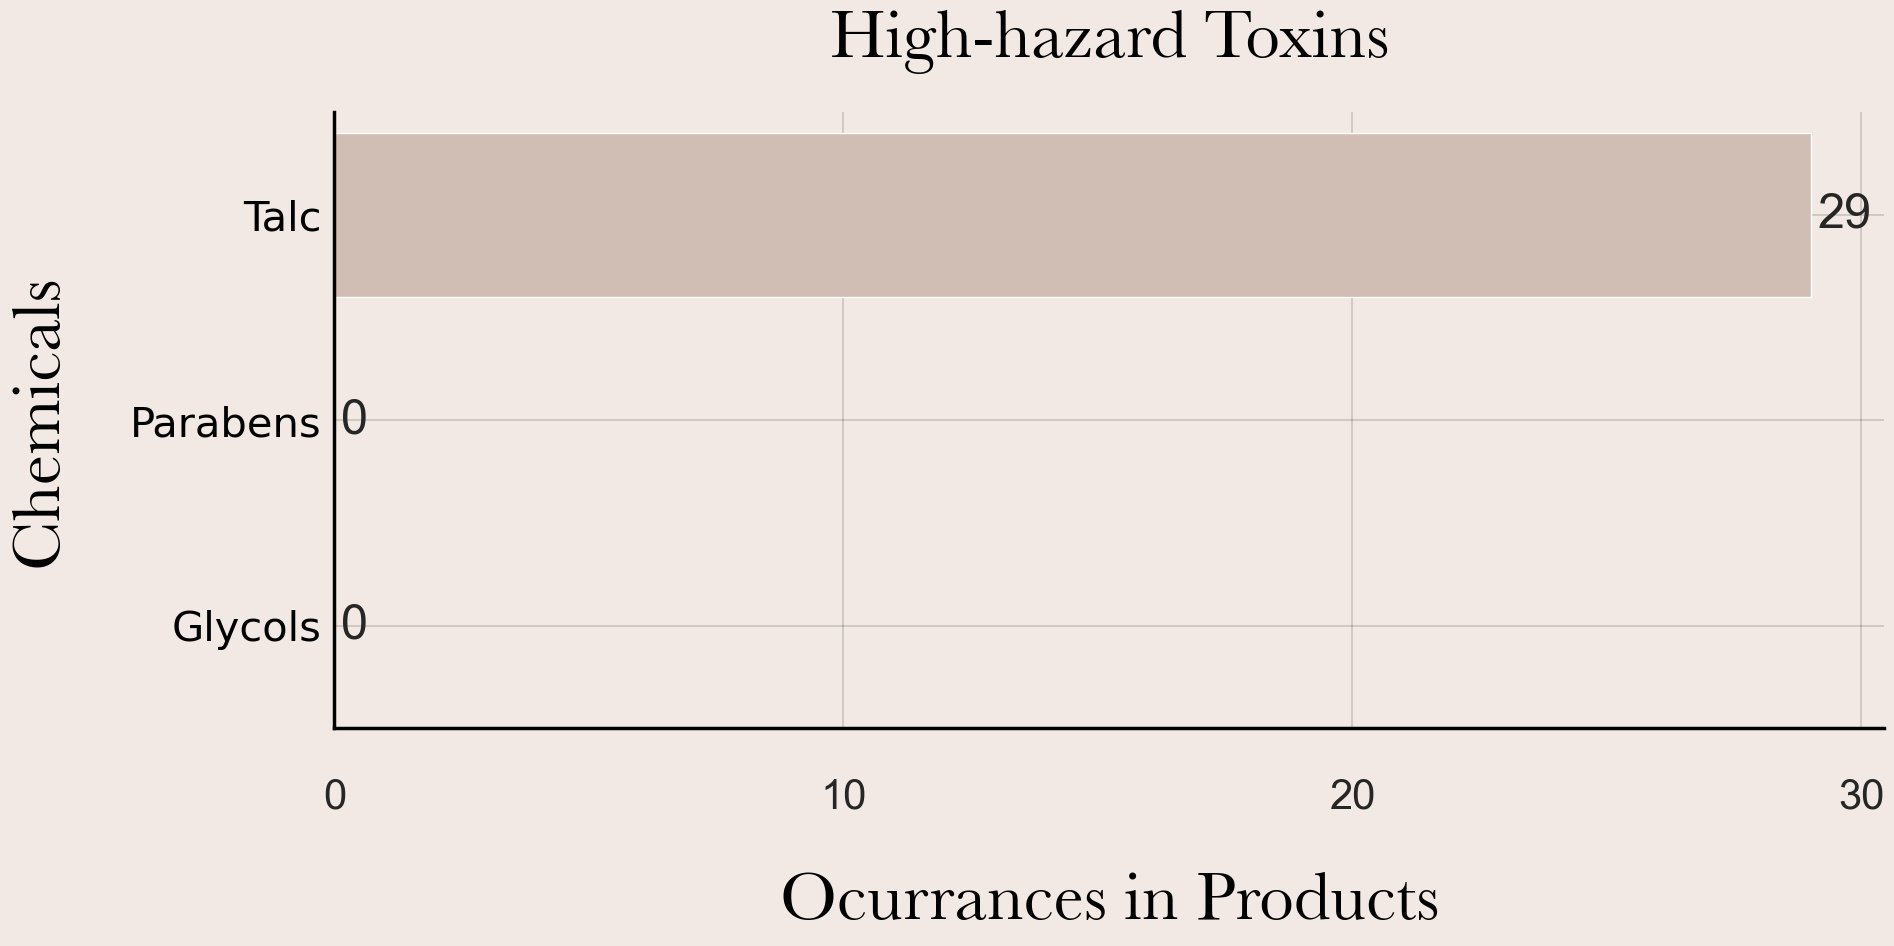 High-hazard Toxins
Chemicals
Talc
29
Parabens
0
Glycols
0
0 10 20 30
Ocurrances in Products